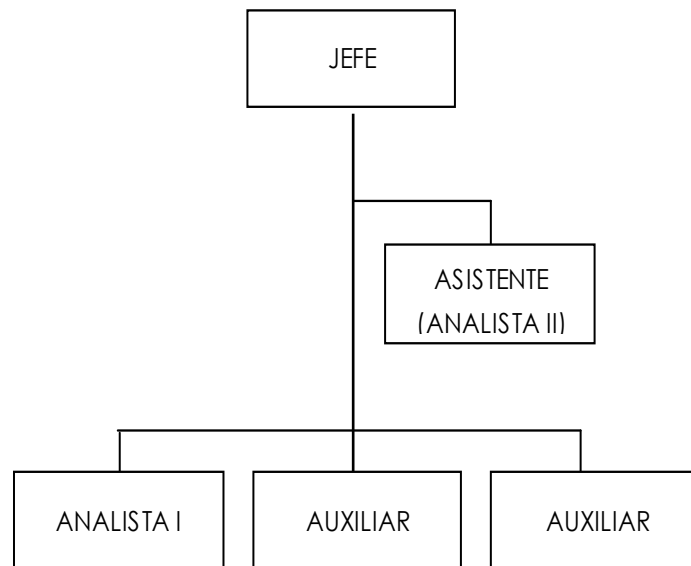 JEFE
ASISTENTE
(ANALISTA II)
ANALISTA I
AUXILIAR
AUXILIAR